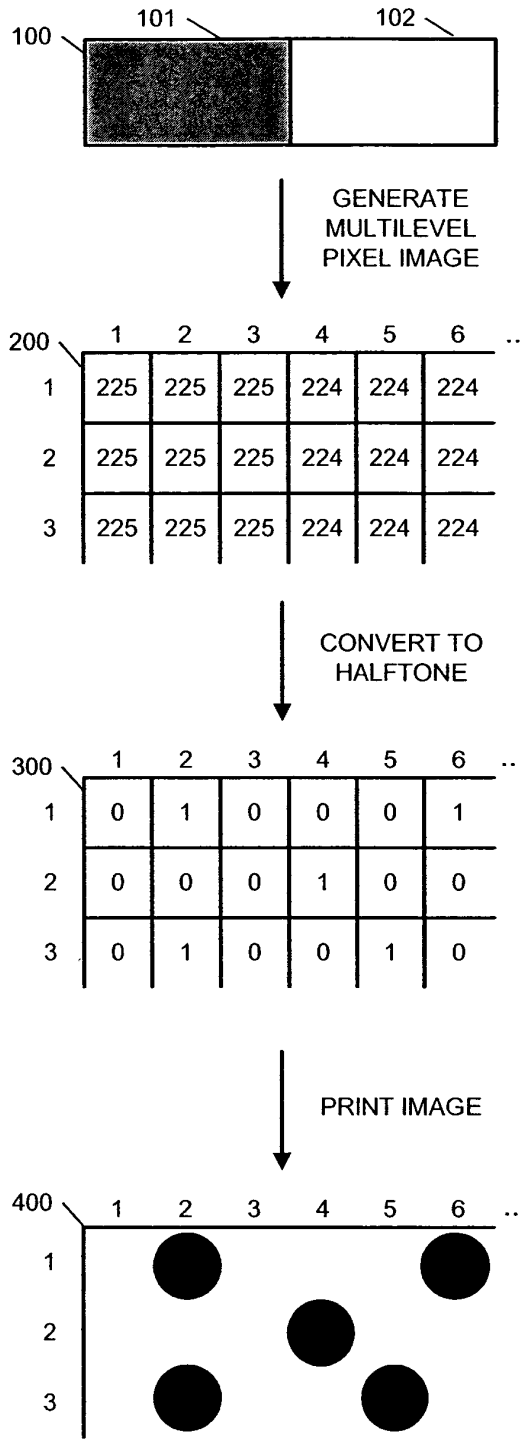 101 102
100
GENERATE
MULTILEVEL
PIXEL IMAGE
1 2 3 4 5 6 ..
200
1 225 225 225 224 224 224
2 225 225 225 224 224 224
3 225 225 225 224 224 224
CONVERT TO
HALFTONE
1 2 3 4 5 6 ..
300
1 0 1 0 0 0 1
2 0 0 0 1 0 0
3 0 1 0 0 1 0
PRINT IMAGE
400
1 2 3 4 5 6 ..
1
2
3